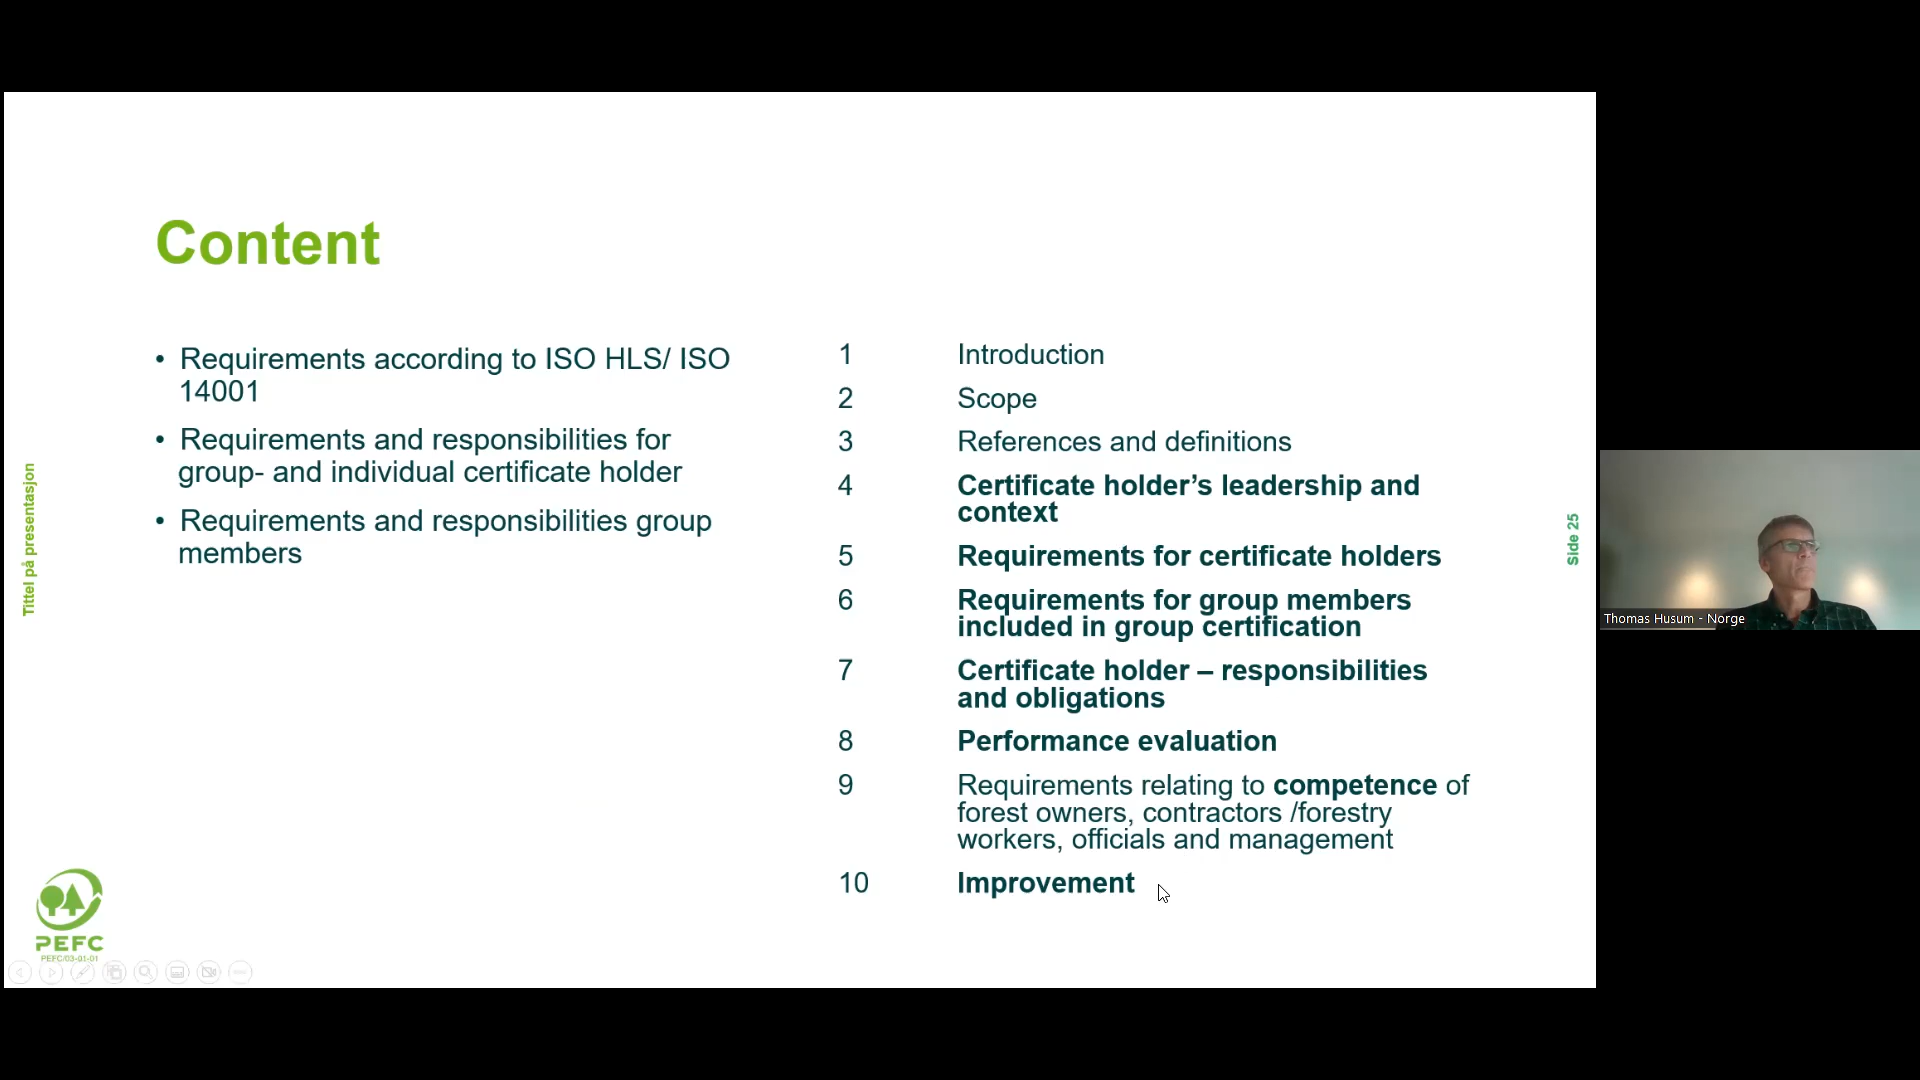 Content
• Requirements according to ISO HLS/ ISO
14001
• Requirements and responsibilities for
group- and individual certificate holder
• Requirements and responsibilities group
members
1 Introduction
2 Scope
3 References and definitions
4 Certificate holder’s leadership and
context
5 Requirements for certificate holders
6 Requirements for group members
included in group certification
7 Certificate holder – responsibilities
and obligations
8 Performance evaluation
9 Requirements relating to competence of
forest owners, contractors /forestry
workers, officials and management
10 Improvement
Tittel på presentasjon
Side 25
PEFC
PEFC/03-01-01
Thomas Husum - Norge